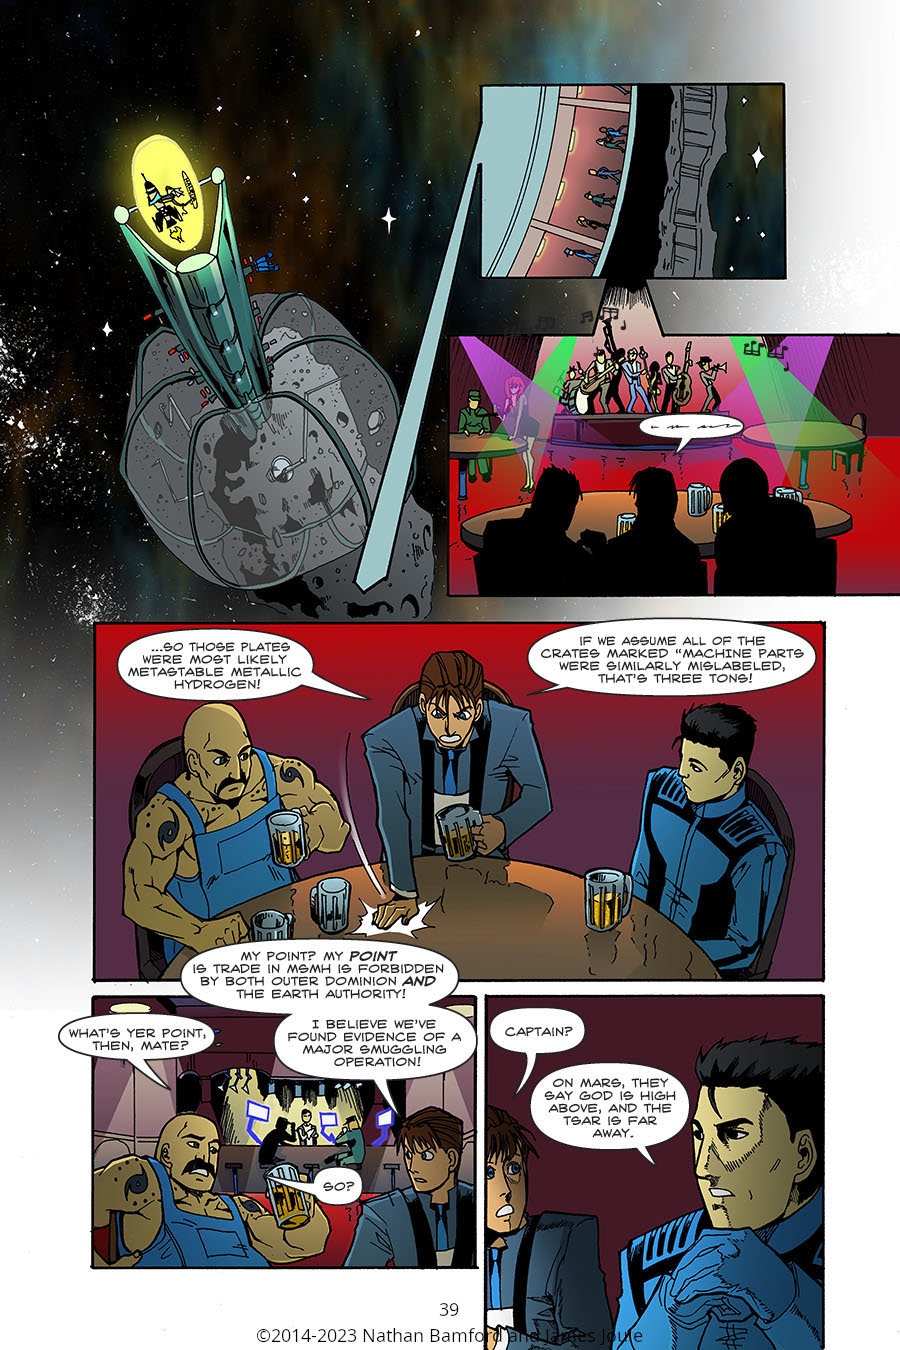 ...SO THOSE PLATES
WERE MOST LIKELY
METASTABLE METALLIC
HYDROGEN!
IF WE ASSUME ALL OF THE
CRATES MARKED “MACHINE PARTS
WERE SIMILARLY MISLABELED,
THAT'S THREE TONS!
WHAT'S YER POINT,
THEN, MATE?
MY POINT? MY POINT
IS TRADE IN MSMH IS FORBIDDEN
BY BOTH OUTER DOMINION AND
THE EARTH AUTHORITY!
I BELIEVE WE'VE
FOUND EVIDENCE OF A
MAJOR SMUGGLING
OPERATION!
SO?
CAPTAIN?
ON MARS, THEY
SAY GOD IS HIGH
ABOVE, AND THE
TSAR IS FAR
AWAY.
39
©2014-2023 Nathan Bamford and James Joule